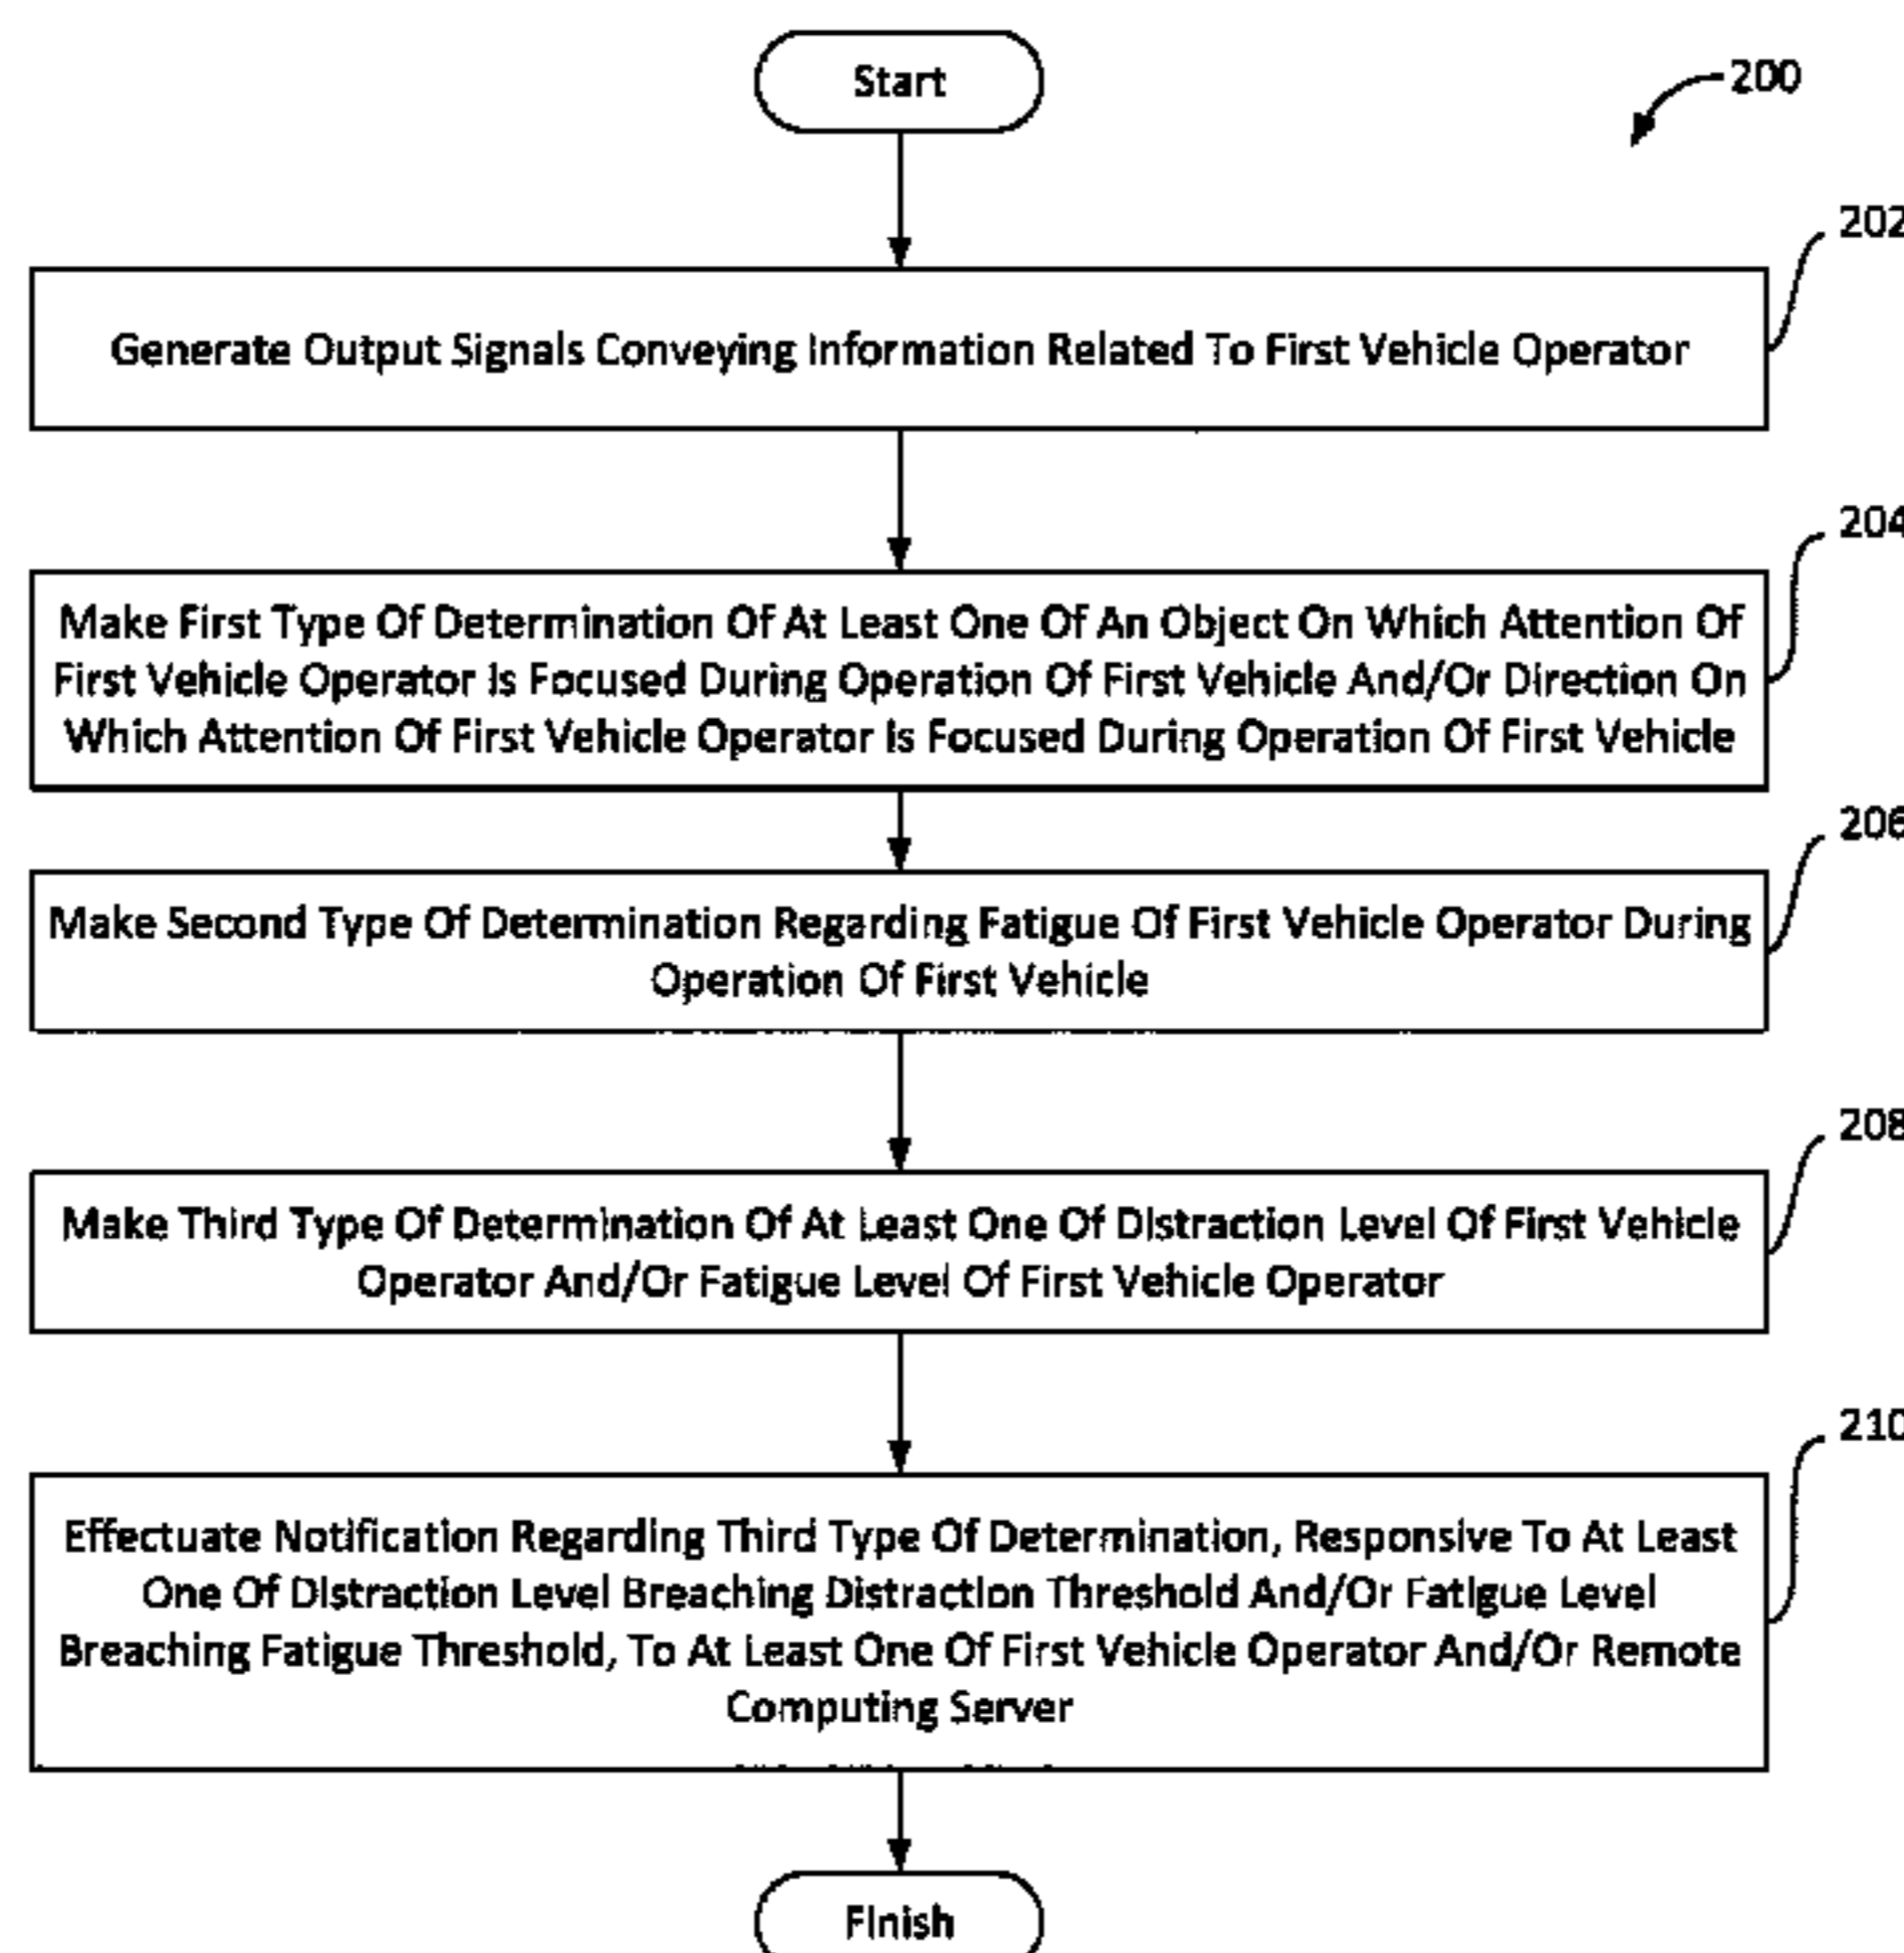 Start
200
202
Generate Output Signals Conveying Information Related To First Vehicle Operator
204
Make First Type Of Determination Of At Least One Of An Object On Which Attention Of
First Vehicle Operator Is Focused During Operation Of First Vehicle And/Or Direction On
Which Attention Of First Vehicle Operator Is Focused During Operation Of First Vehicle
206
Make Second Type Of Determination Regarding Fatigue Of First Vehicle Operator During
Operation Of First Vehicle
208
Make Third Type Of Determination Of At Least One Of Distraction Level Of First Vehicle
Operator And/Or Fatigue Level Of First Vehicle Operator
210
Effectuate Notification Regarding Third Type Of Determination, Responsive To At Least
One Of Distraction Level Breaching Distraction Threshold And/Or Fatigue Level
Breaching Fatigue Threshold, To At Least One Of First Vehicle Operator And/Or Remote
Computing Server
Finish